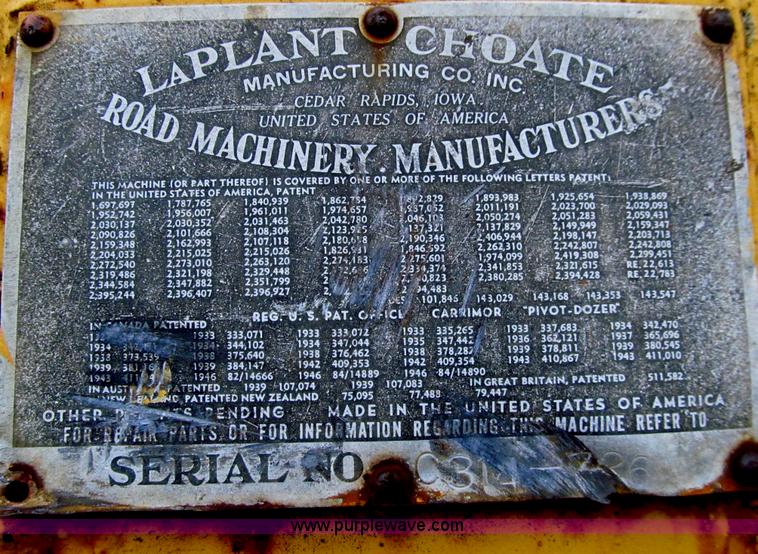 LAPLANT CHOATE
MANUFACTURING CO. INC.
CEDAR RAPIDS, IOWA
UNITED STATES OF AMERICA
ROAD MACHINERY. MANUFACTURERS
THIS MACHINE (OR PART THEREOF) IS COVERED BY ONE OR MORE OF THE FOLLOWING LETTERS PATENT:
IN THE UNITED STATES OF AMERICA, PATENT
1,697,697 1,787,765 1,840,939 1,862,784 1,893,983 1,925,654 1,938,869
1,952,742 1,956,007 1,961,011 1,974,657 2,011,191 2,023,700 2,029,093
2,030,137 2,030,352 2,031,463 2,042,780 2,046,103 2,050,274 2,051,283 2,059,431
2,090,826 2,101,666 2,108,304 2,137,829 2,149,949 2,159,347
2,159,348 2,162,993 2,107,118 2,190,346 2,406,944 2,198,147 2,203,713
2,204,033 2,215,025 2,215,026 1,846,592 2,262,310 2,242,807 2,242,808
2,272,540 2,273,010 2,263,120 1,974,099 2,419,308 2,299,451
2,319,486 2,321,198 2,329,448 2,341,853 2,321,615 RE. 22,613
2,344,584 2,347,882 2,351,799 2,380,285 2,394,428 RE. 22,783
2,395,244 2,396,407 2,396,927
DES. 101,846 143,029 143,168 143,353 143,547
REG. U. S. PAT. OFFICE CARRIMOR "PIVOT-DOZER"
IN CANADA PATENTED
1933 333,071 1933 333,072 1933 335,265 1933 337,683 1934 342,470
1934 344,102 1934 347,044 1935 347,442 1936 362,121 1935 350,696
1938 373,539 1938 375,640 1938 376,462 1938 378,282 1939 378,811 1939 380,545
1939 384,147 1942 409,353 1942 409,354 1943 410,867 1943 411,010
1943 1946 82/14666 1946 84/14889 1946 84/14890
IN AUSTRALIA PATENTED 1939 107,074 1939 107,083 IN GREAT BRITAIN, PATENTED 511,582
NEW ZEALAND, PATENTED NEW ZEALAND 75,095 77,488 79,447
OTHER PATENTS PENDING MADE IN THE UNITED STATES OF AMERICA
FOR REPAIR PARTS OR FOR INFORMATION REGARDING THIS MACHINE REFER TO
SERIAL NO.
www.purplewave.com